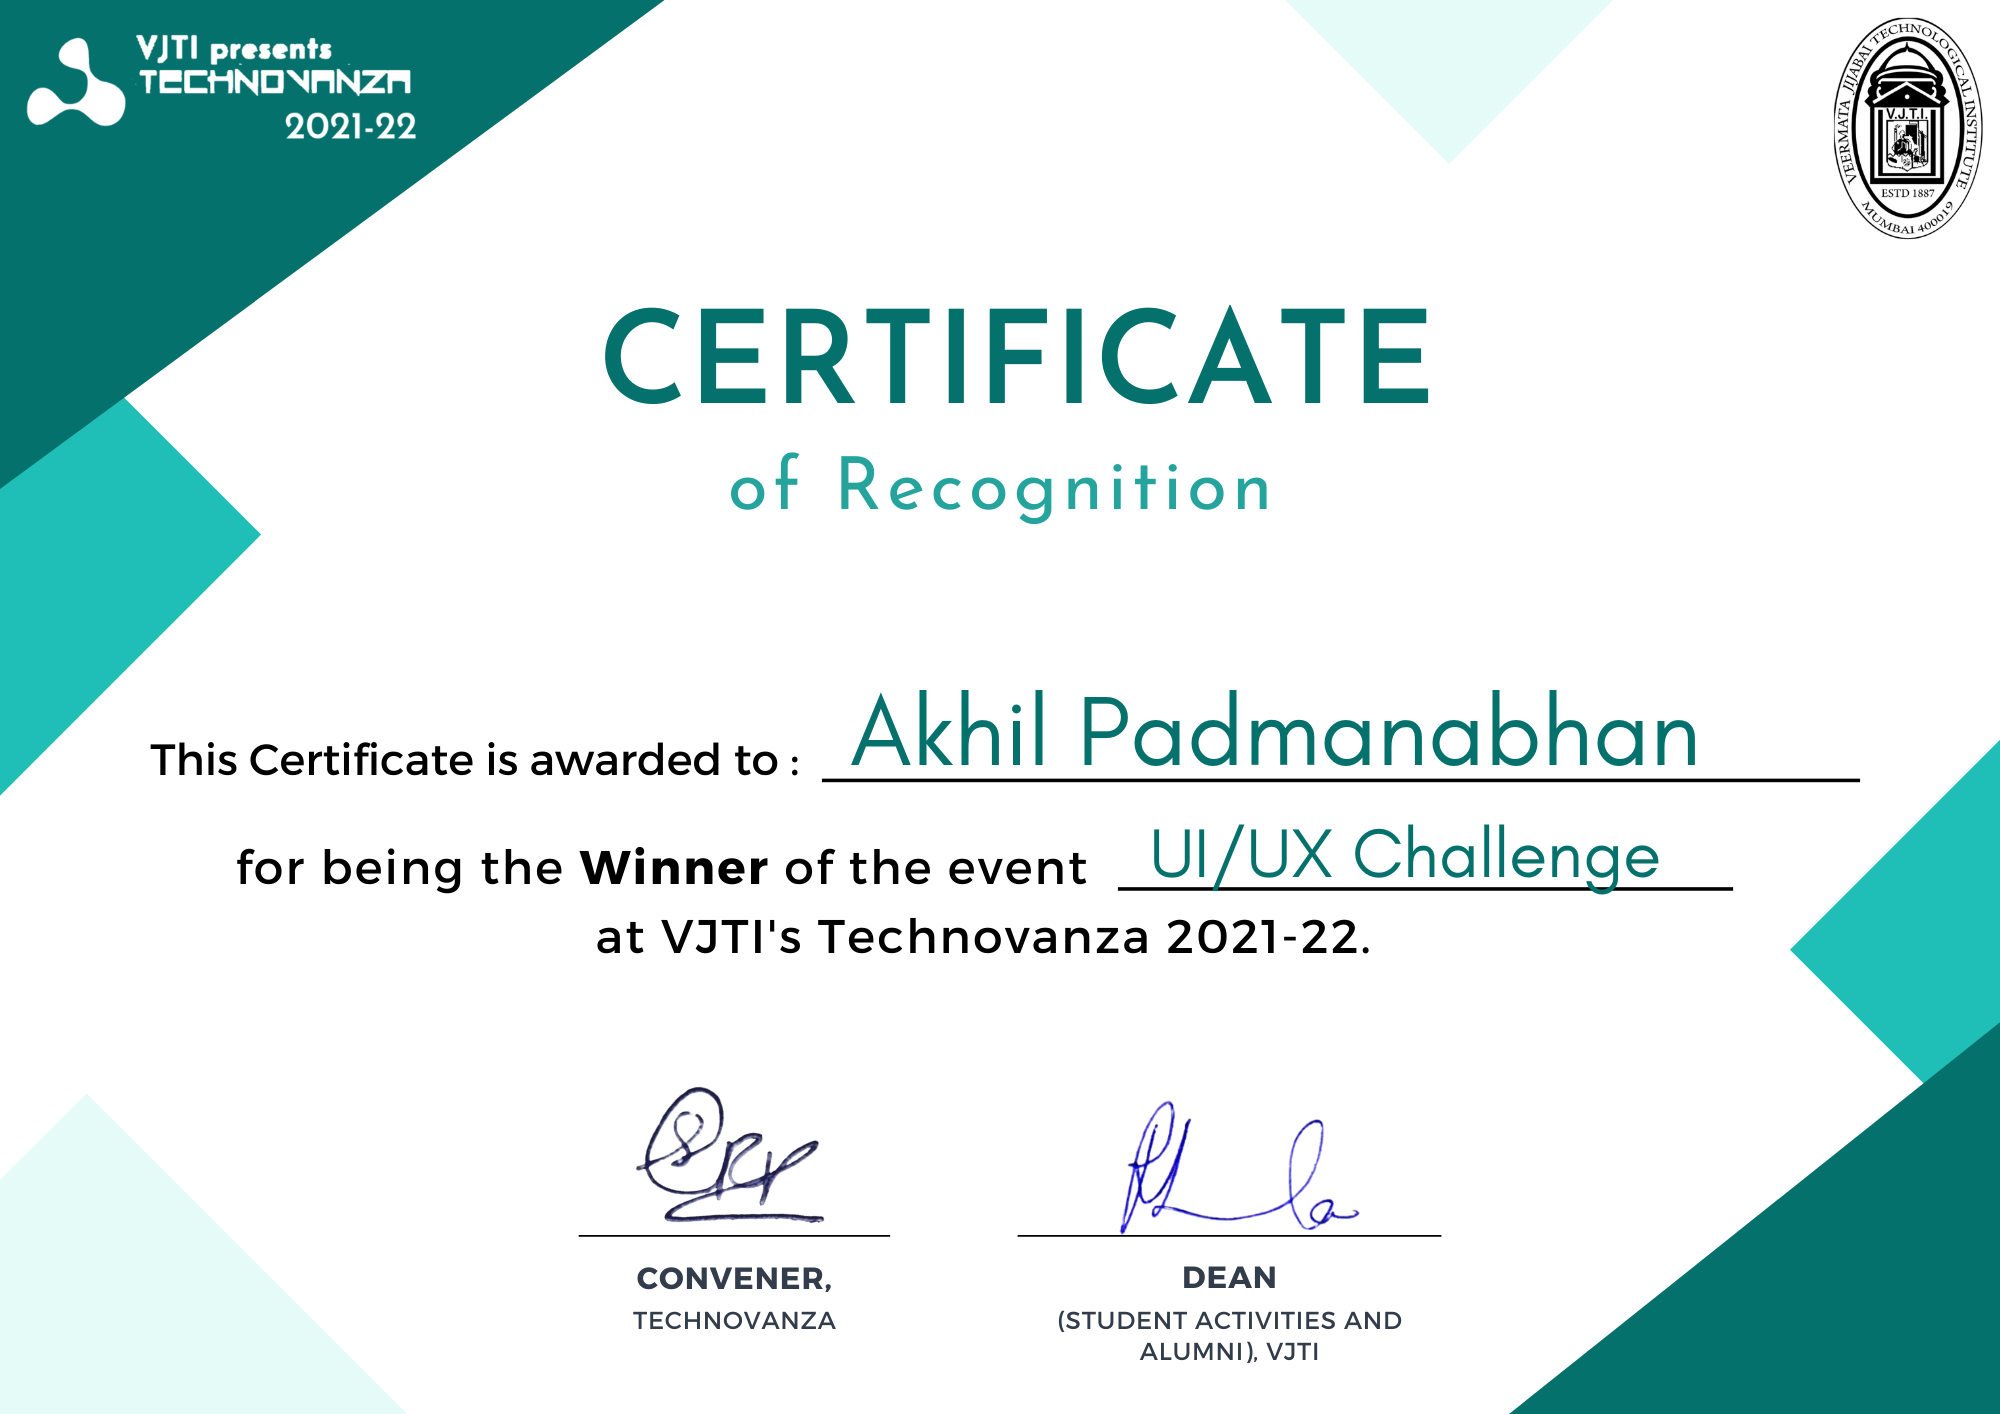 VJTI presents
TECHNOVANZA
2021-22
VEERMATA JIJABAI TECHNOLOGICAL INSTITUTE
V.J.T.I.
ESTD 1887
MUMBAI 400019
CERTIFICATE
of Recognition
This Certificate is awarded to : Akhil Padmanabhan
for being the Winner of the event UI/UX Challenge
at VJTI's Technovanza 2021-22.
CONVENER,
TECHNOVANZA
DEAN
(STUDENT ACTIVITIES AND
ALUMNI), VJTI